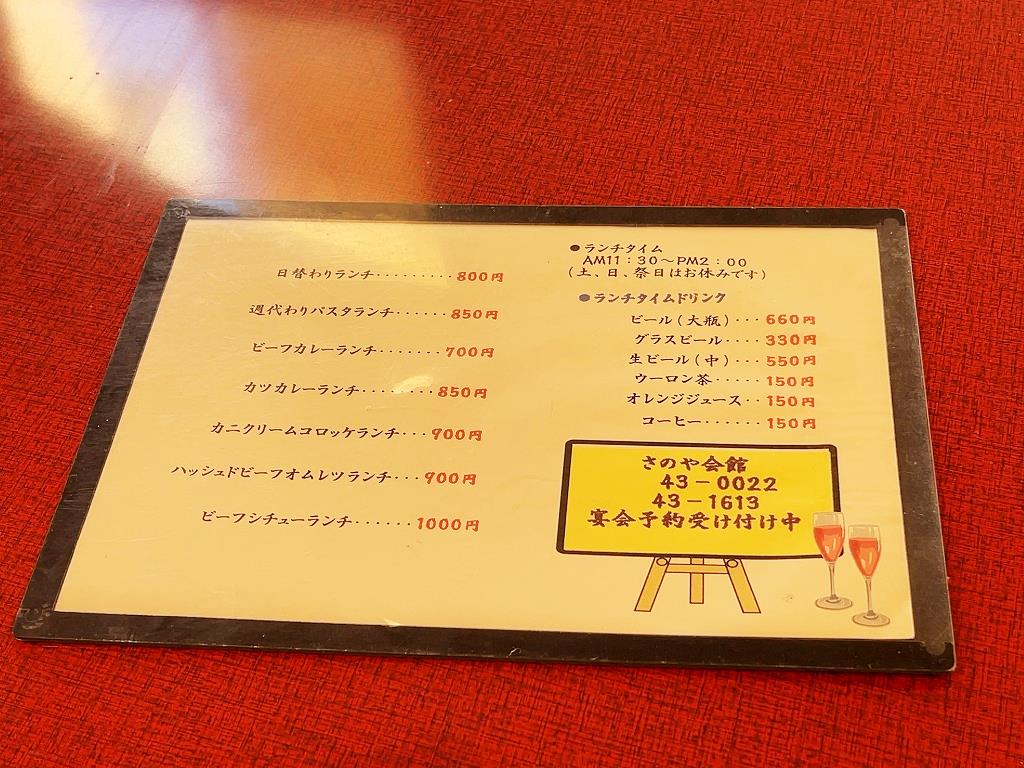 日替わりランチ・・・・・・・・・800円
週代わりパスタランチ・・・・・・850円
ビーフカレーランチ・・・・・・・700円
カツカレーランチ・・・・・・・・850円
カニクリームコロッケランチ・・・900円
ハッシュドビーフオムレツランチ・・・900円
ビーフシチューランチ・・・・・・1000円
●ランチタイム
AM11:30～PM2:00
(土、日、祭日はお休みです)
●ランチタイムドリンク
ビール(大瓶)・・・660円
グラスビール・・・・330円
生ビール(中)・・・550円
ウーロン茶・・・・・150円
オレンジジュース・・150円
コーヒー・・・・・・150円
さのや会館
43－0022
43－1613
宴会予約受け付け中